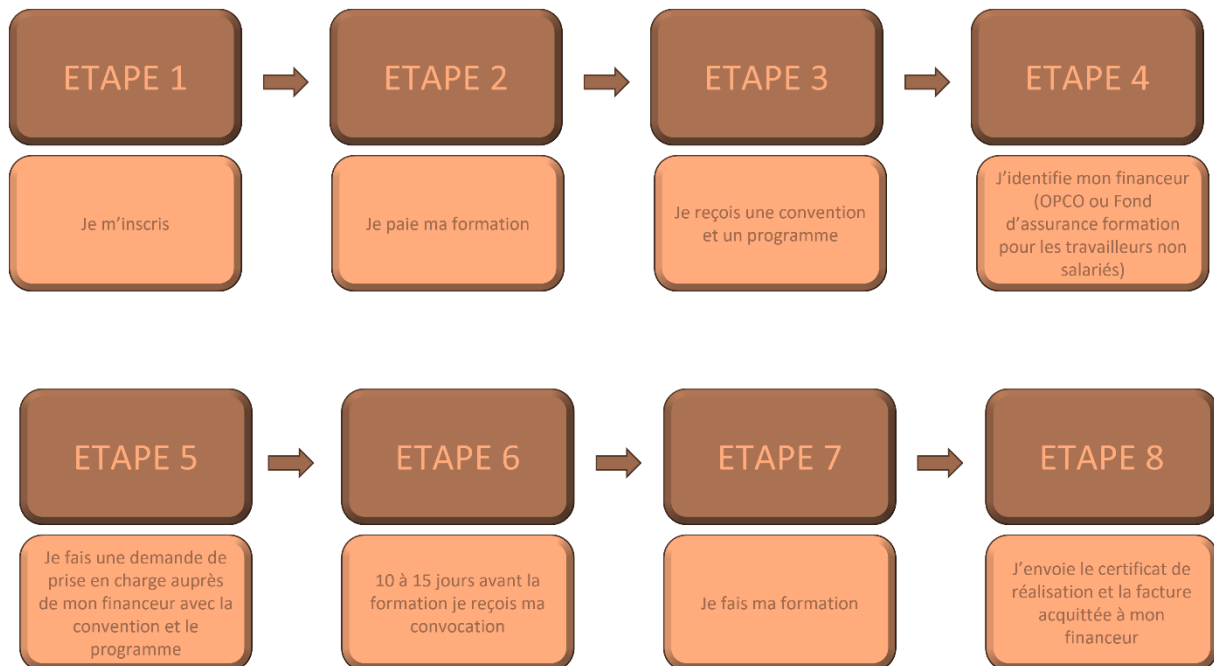 ETAPE 1
ETAPE 2
ETAPE 3
ETAPE 4
Je m'inscris
Je paie ma formation
Je reçois une convention
et un programme
J'identifie mon financeur
(OPCO ou Fond
d'assurance formation
pour les travailleurs non
salariés)
ETAPE 5
ETAPE 6
ETAPE 7
ETAPE 8
Je fais une demande de
prise en charge auprès
de mon financeur avec la
convention et le
programme
10 à 15 jours avant la
formation je reçois ma
convocation
Je fais ma formation
J'envoie le certificat de
réalisation et la facture
acquittée à mon
financeur